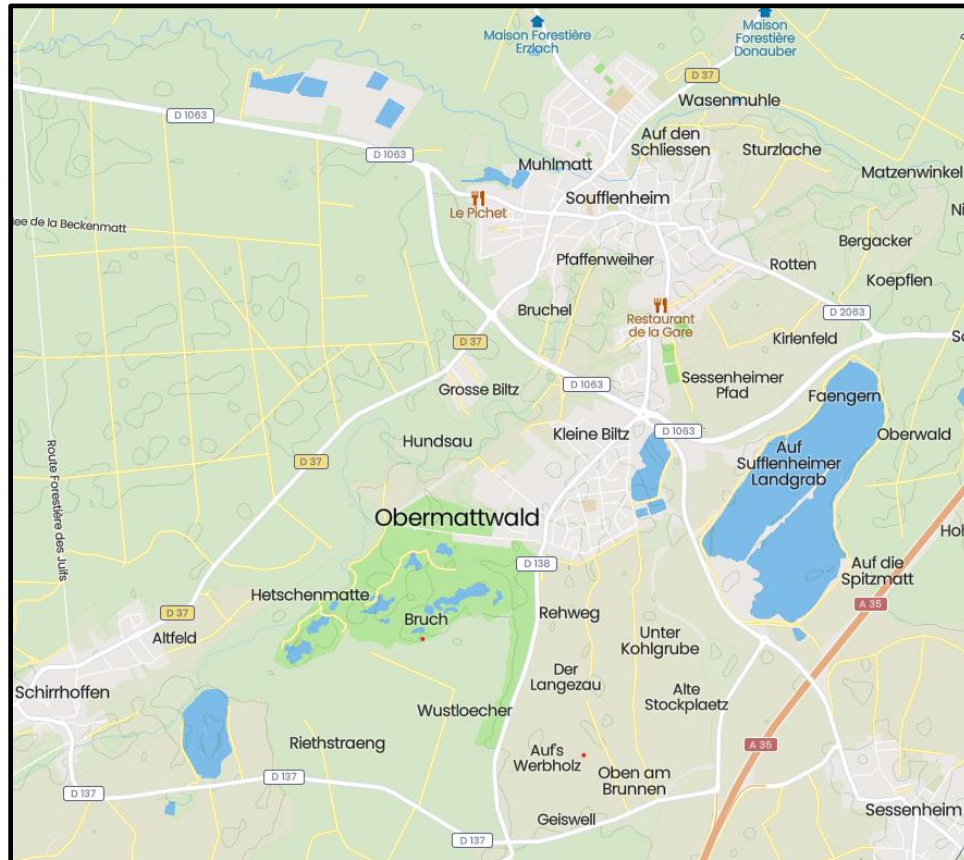 Maison Forestière
Erzlach
Maison
Forestière
Donauber
D 37
Wasenmuhle
D 1063
Auf den
Schliessen
Sturzlache
D 1063
Muhlmatt
Matzenwinkel
Soufflenheim
Le Pichet
Ni
ee de la Beckenmatt
Bergacker
Pfaffenweiher
Rotten
Koepflen
Bruchel
Restaurant
de la Gare
D 2063
Kirlenfeld
So
D 37
Grosse Biltz
D 1063
Sessenheimer
Pfad
Faengern
Hundsau
Kleine Biltz
D 1063
Oberwald
Auf
Sufflenheimer
Landgrab
D 37
Route Forestière des Juifs
Obermattwald
Hoh
D 138
Auf die
Spitzmatt
Hetschenmatte
A 35
D 37
Bruch
Rehweg
Altfeld
Unter
Kohlgrube
Der
Langezau
Schirrhoffen
Alte
Stockplaetz
Wustloecher
Riethstraeng
A 35
Aufs
Werbholz
Oben am
Brunnen
D 137
D 137
Geiswell
Sessenheim
D 137